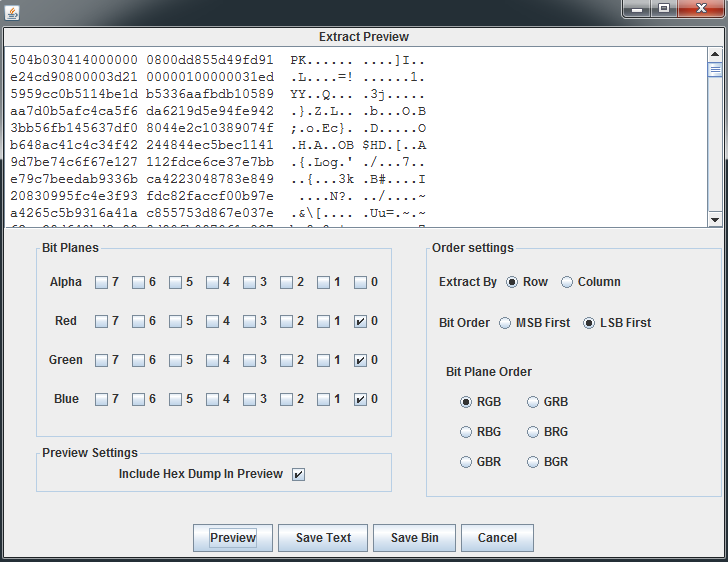 Extract Preview
504b030414000000 0800dd855d49fd91 PK...... ....]I..
e24cd90800003d21 00000100000031ed .L....=! ......1.
5959cc0b5114be1d b5336aafbdb10589 YY..Q... .3j.....
aa7d0b5afc4ca5f6 da6219d5e94fe942 .}.Z.L.. .b...O.B
3bb56fb145637df0 8044e2c10389074f ;.o.Ec}. .D.....O
b648ac41c4c34f42 244844ec5bec1141 .H.A..OB $HD.[..A
9d7be74c6f67e127 112fdce6ce37e7bb .{.Log.' ./...7..
e79c7beedab9336b ca4223048783e849 ..{...3k .B#....I
20830995fc4e3f93 fdc82faccf00b97e ....N?. ../....~
a4265c5b9316a41a c855753d867e037e .&\[.... .Uu=.~.~
Bit Planes
Alpha 7 6 5 4 3 2 1 0
Red 7 6 5 4 3 2 1 0
Green 7 6 5 4 3 2 1 0
Blue 7 6 5 4 3 2 1 0
Preview Settings
Include Hex Dump In Preview
Order settings
Extract By Row Column
Bit Order MSB First LSB First
Bit Plane Order
RGB GRB
RBG BRG
GBR BGR
Preview Save Text Save Bin Cancel